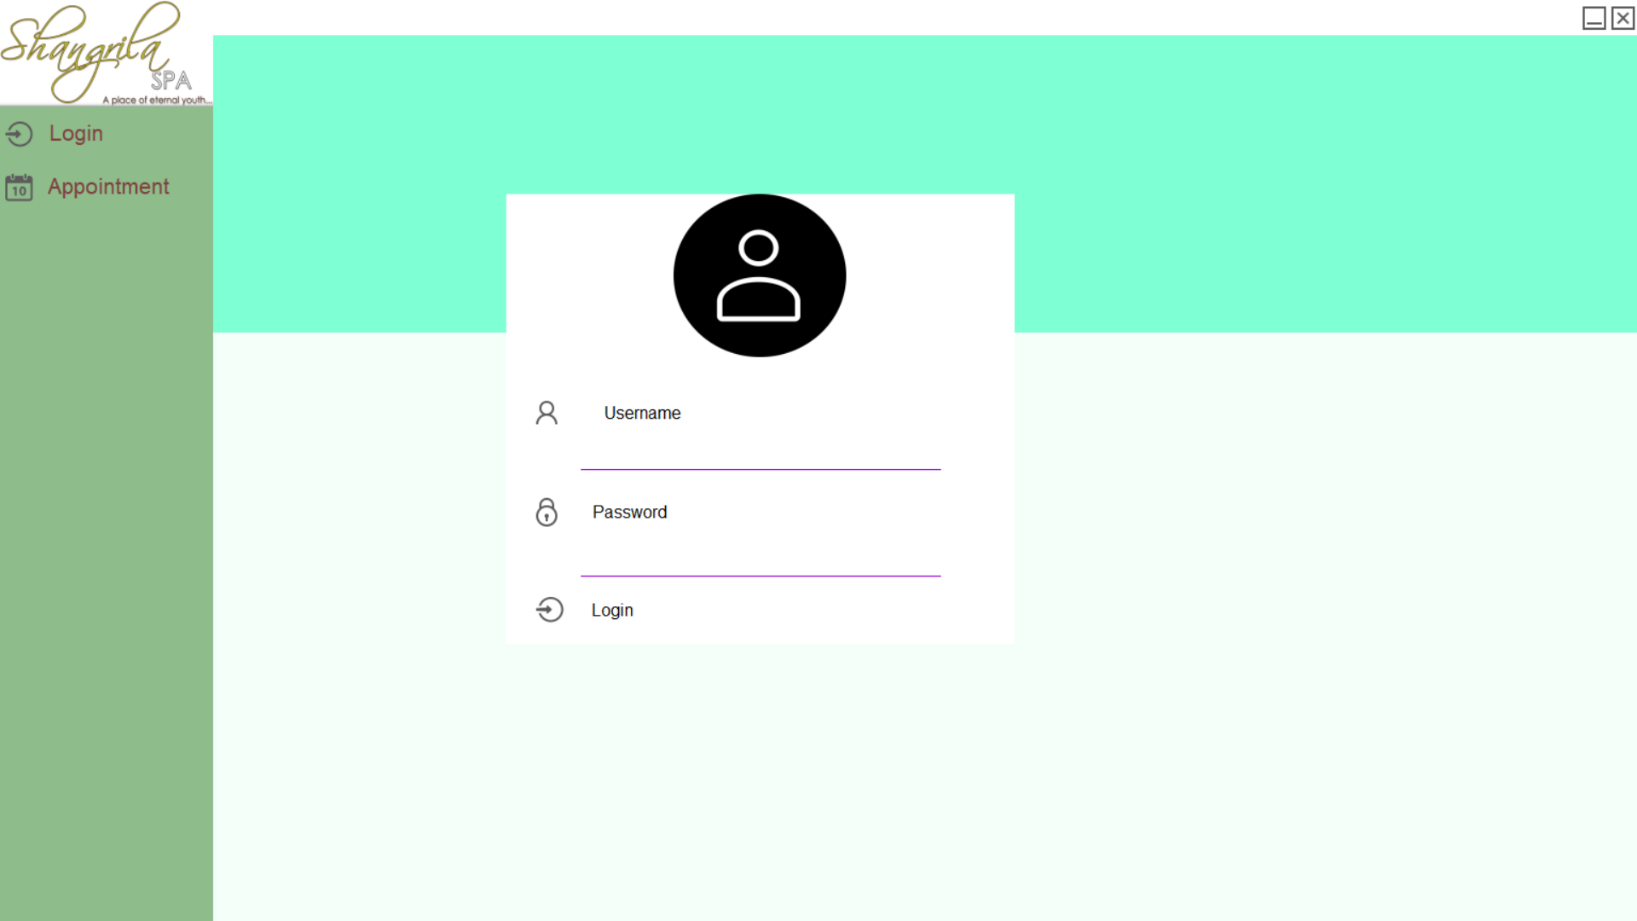 Shangrila
SPA
A place of eternal youth...
Login
10
Appointment
Username
Password
Login